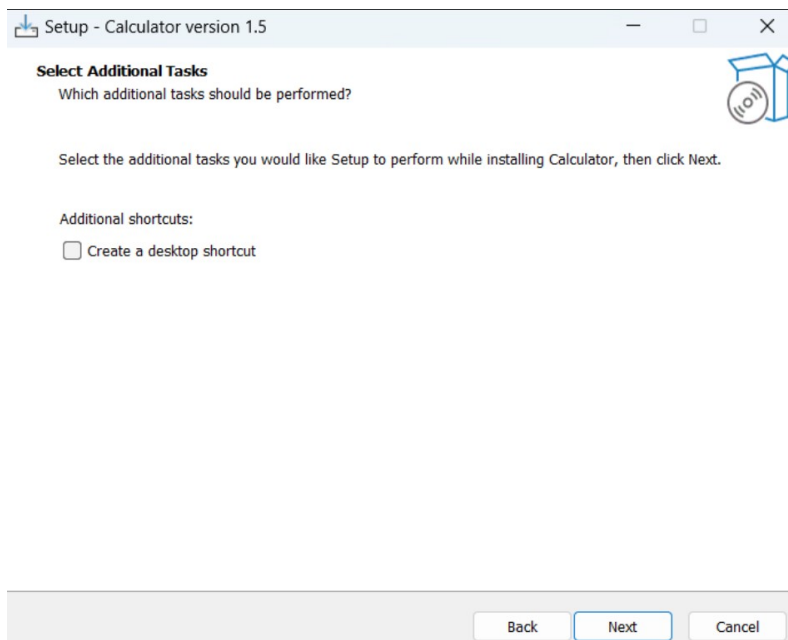 Setup - Calculator version 1.5
Select Additional Tasks
Which additional tasks should be performed?
Select the additional tasks you would like Setup to perform while installing Calculator, then click Next.
Additional shortcuts:
Create a desktop shortcut
Back Next Cancel